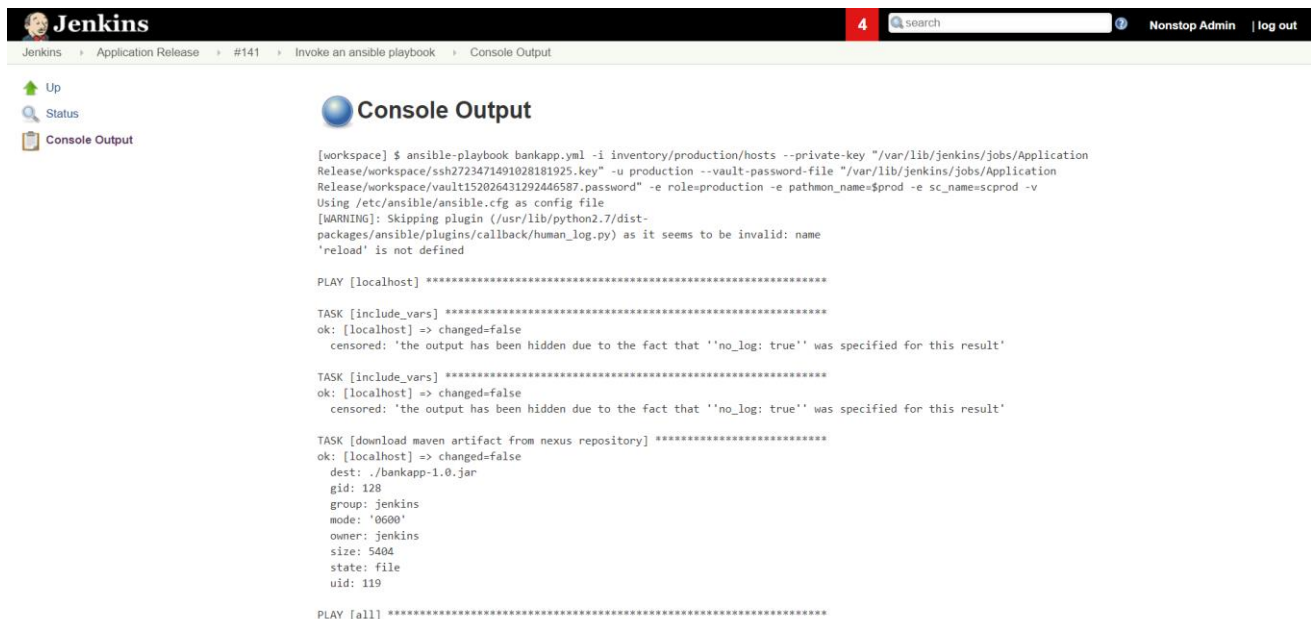 Jenkins
4
search
Nonstop Admin | log out
Jenkins Application Release #141 Invoke an ansible playbook Console Output
Up
Status
Console Output
Console Output
[workspace] $ ansible-playbook bankapp.yml -i inventory/production/hosts --private-key "/var/lib/jenkins/jobs/Application
Release/workspace/ssh2723471491028181925.key" -u production --vault-password-file "/var/lib/jenkins/jobs/Application
Release/workspace/vault152026431292446587.password" -e role=production -e pathmon_name=$prod -e sc_name=scprod -v
Using /etc/ansible/ansible.cfg as config file
[WARNING]: Skipping plugin (/usr/lib/python2.7/dist-
packages/ansible/plugins/callback/human_log.py) as it seems to be invalid: name
'reload' is not defined
PLAY [localhost] ***************************************************************
TASK [include_vars] ************************************************************
ok: [localhost] => changed=false
censored: 'the output has been hidden due to the fact that ''no_log: true'' was specified for this result'
TASK [include_vars] ************************************************************
ok: [localhost] => changed=false
censored: 'the output has been hidden due to the fact that ''no_log: true'' was specified for this result'
TASK [download maven artifact from nexus repository] ***************************
ok: [localhost] => changed=false
dest: ./bankapp-1.0.jar
gid: 128
group: jenkins
mode: '0600'
owner: jenkins
size: 5404
state: file
uid: 119
PLAY [all] *********************************************************************